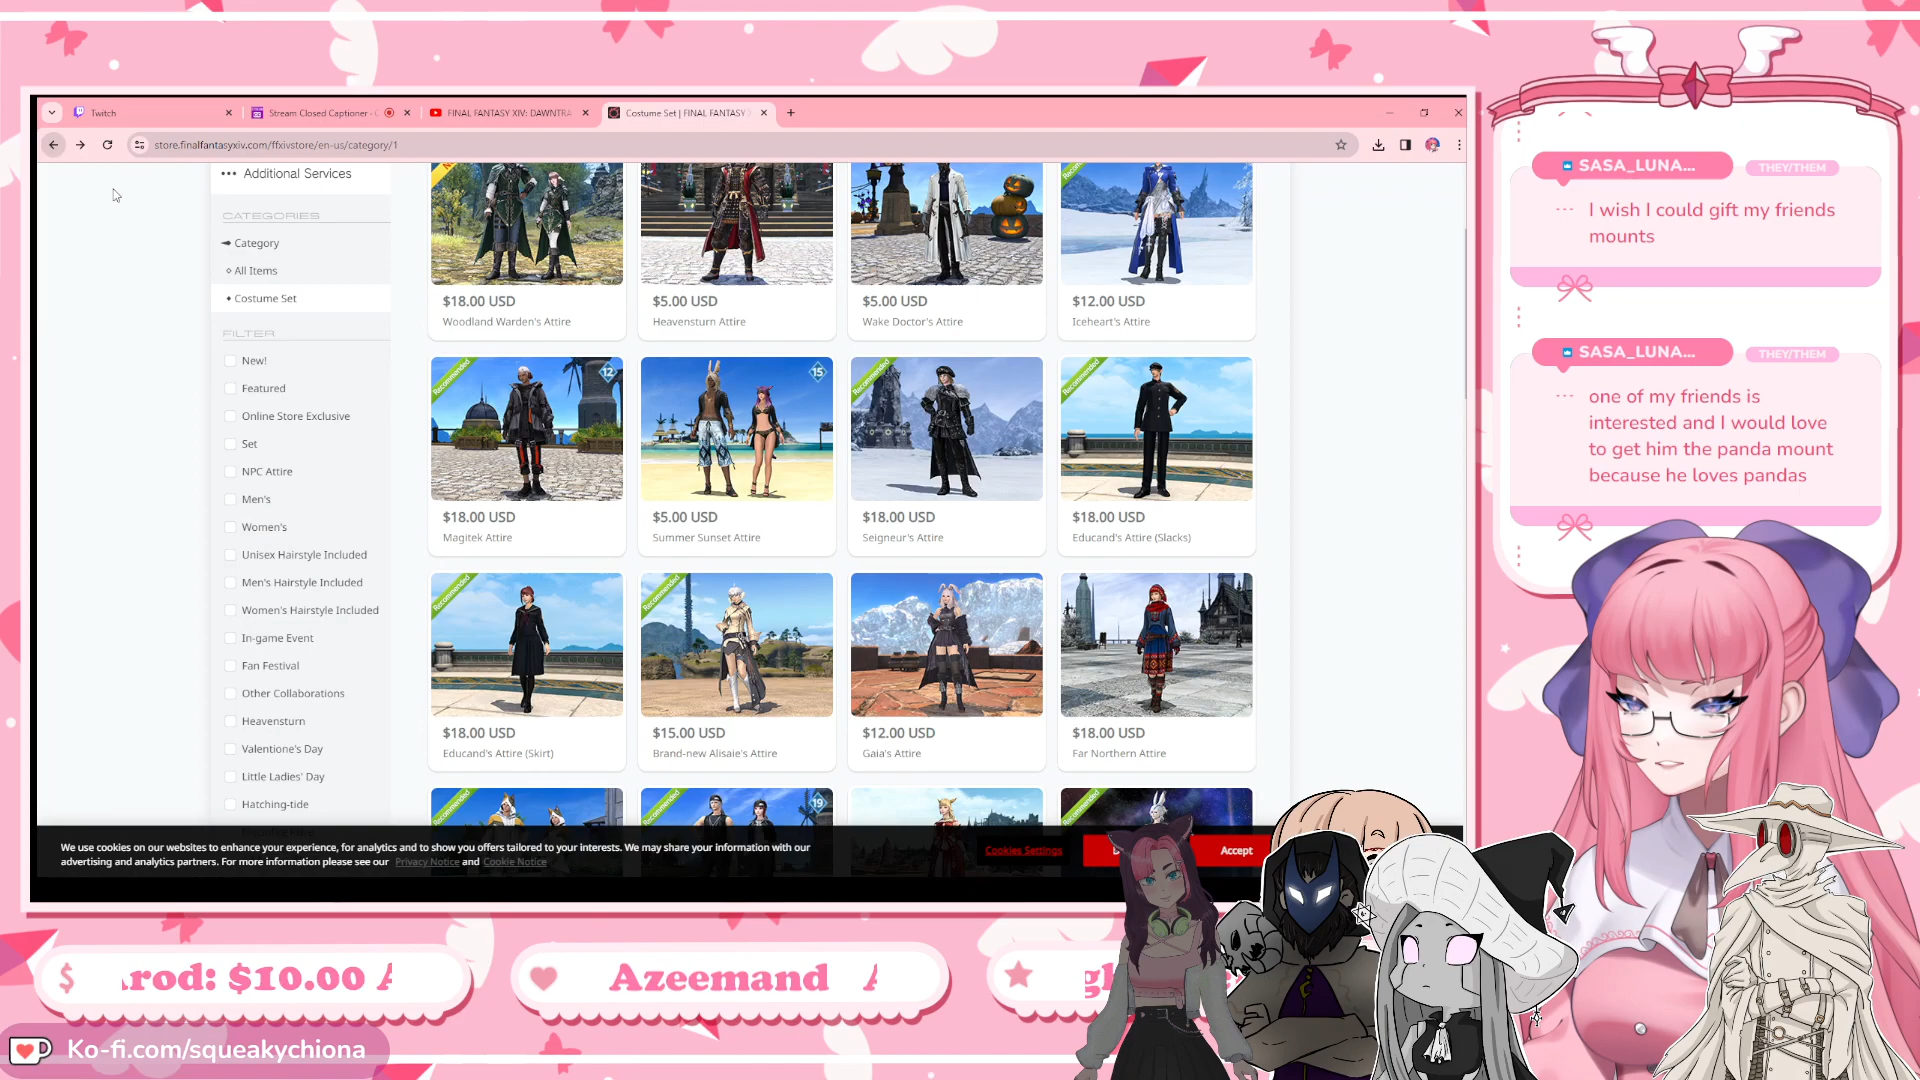 Twitch
Stream Closed Captioner - C
FINAL FANTASY XIV: DAWNTRA
Costume Set | FINAL FANTASY X
store.finalfantasyxiv.com/ffxivstore/en-us/category/1
Additional Services
CATEGORIES
Category
All Items
Costume Set
FILTER
New!
Featured
Online Store Exclusive
Set
NPC Attire
Men's
Women's
Unisex Hairstyle Included
Men's Hairstyle Included
Women's Hairstyle Included
In-game Event
Fan Festival
Other Collaborations
Heavensturn
Valentione's Day
Little Ladies' Day
Hatching-tide
$18.00 USD
Woodland Warden's Attire
$5.00 USD
Heavensturn Attire
$5.00 USD
Wake Doctor's Attire
$12.00 USD
Iceheart's Attire
Recommended
12
$18.00 USD
Magitek Attire
15
$5.00 USD
Summer Sunset Attire
Recommended
$18.00 USD
Seigneur's Attire
Recommended
$18.00 USD
Educand's Attire (Slacks)
Recommended
$18.00 USD
Educand's Attire (Skirt)
Recommended
$15.00 USD
Brand-new Alisaie's Attire
$12.00 USD
Gaia's Attire
$18.00 USD
Far Northern Attire
Recommended
Recommended
19
Recommended
We use cookies on our websites to enhance your experience, for analytics and to show you offers tailored to your interests. We may share your information with our
advertising and analytics partners. For more information please see our Privacy Notice and Cookie Notice
Cookies Settings
Accept
SASA_LUNA...
THEY/THEM
I wish I could gift my friends
mounts
SASA_LUNA...
THEY/THEM
one of my friends is
interested and I would love
to get him the panda mount
because he loves pandas
$
rod: $10.00 A
Azeemand
Ko-fi.com/squeakychiona